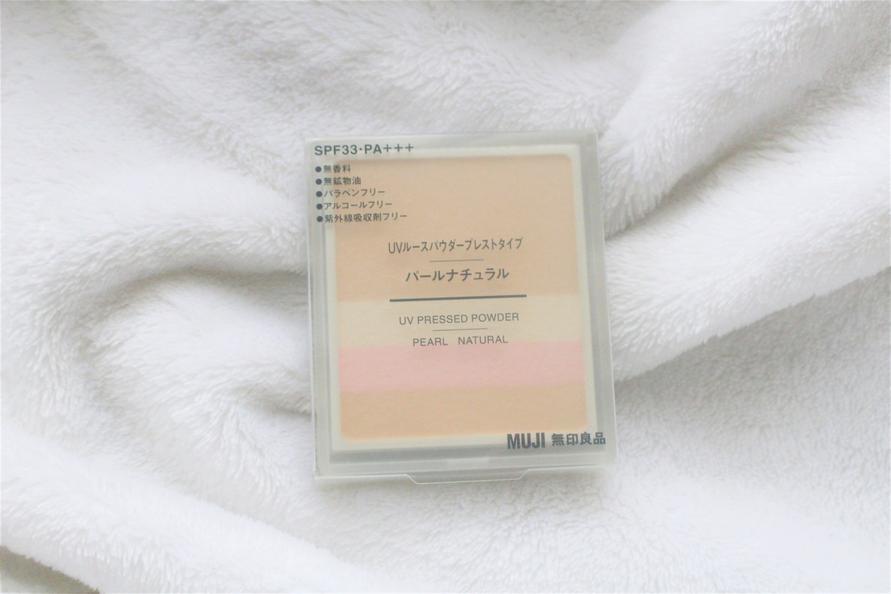 SPF33・PA+++
●無香料
●無鉱物油
●パラベンフリー
●アルコールフリー
●紫外線吸収剤フリー
UVルースパウダープレストタイプ
パールナチュラル
UV PRESSED POWDER
PEARL NATURAL
MUJI 無印良品